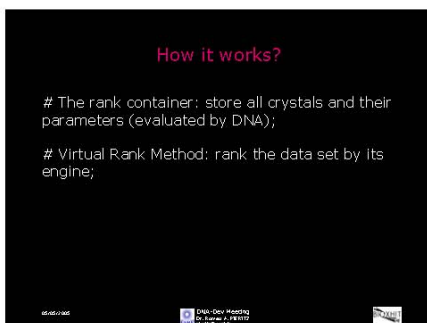 How it works?
# The rank container: store all crystals and their
parameters (evaluated by DNA);
# Virtual Rank Method: rank the data set by its
engine;
DNA-Dev Meeting